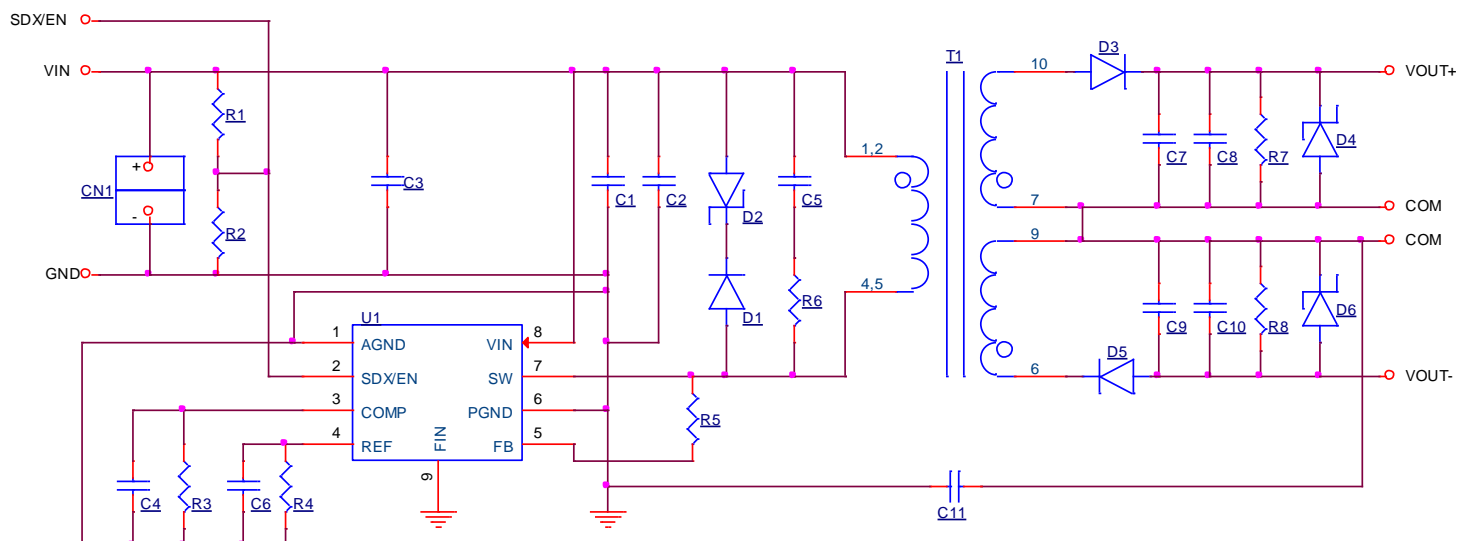 SDX/EN
VIN
GND
CN1
+
-
R1
R2
C3
C1
C2
D2
D1
C5
R6
1,2
4,5
T1
10
7
9
6
D3
C7
C8
R7
D4
VOUT+
COM
COM
C9
C10
R8
D6
D5
VOUT-
U1
1
AGND
2
SDX/EN
3
COMP
4
REF
VIN
8
SW
7
PGND
6
FB
5
FIN
9
R5
C4
R3
C6
R4
C11